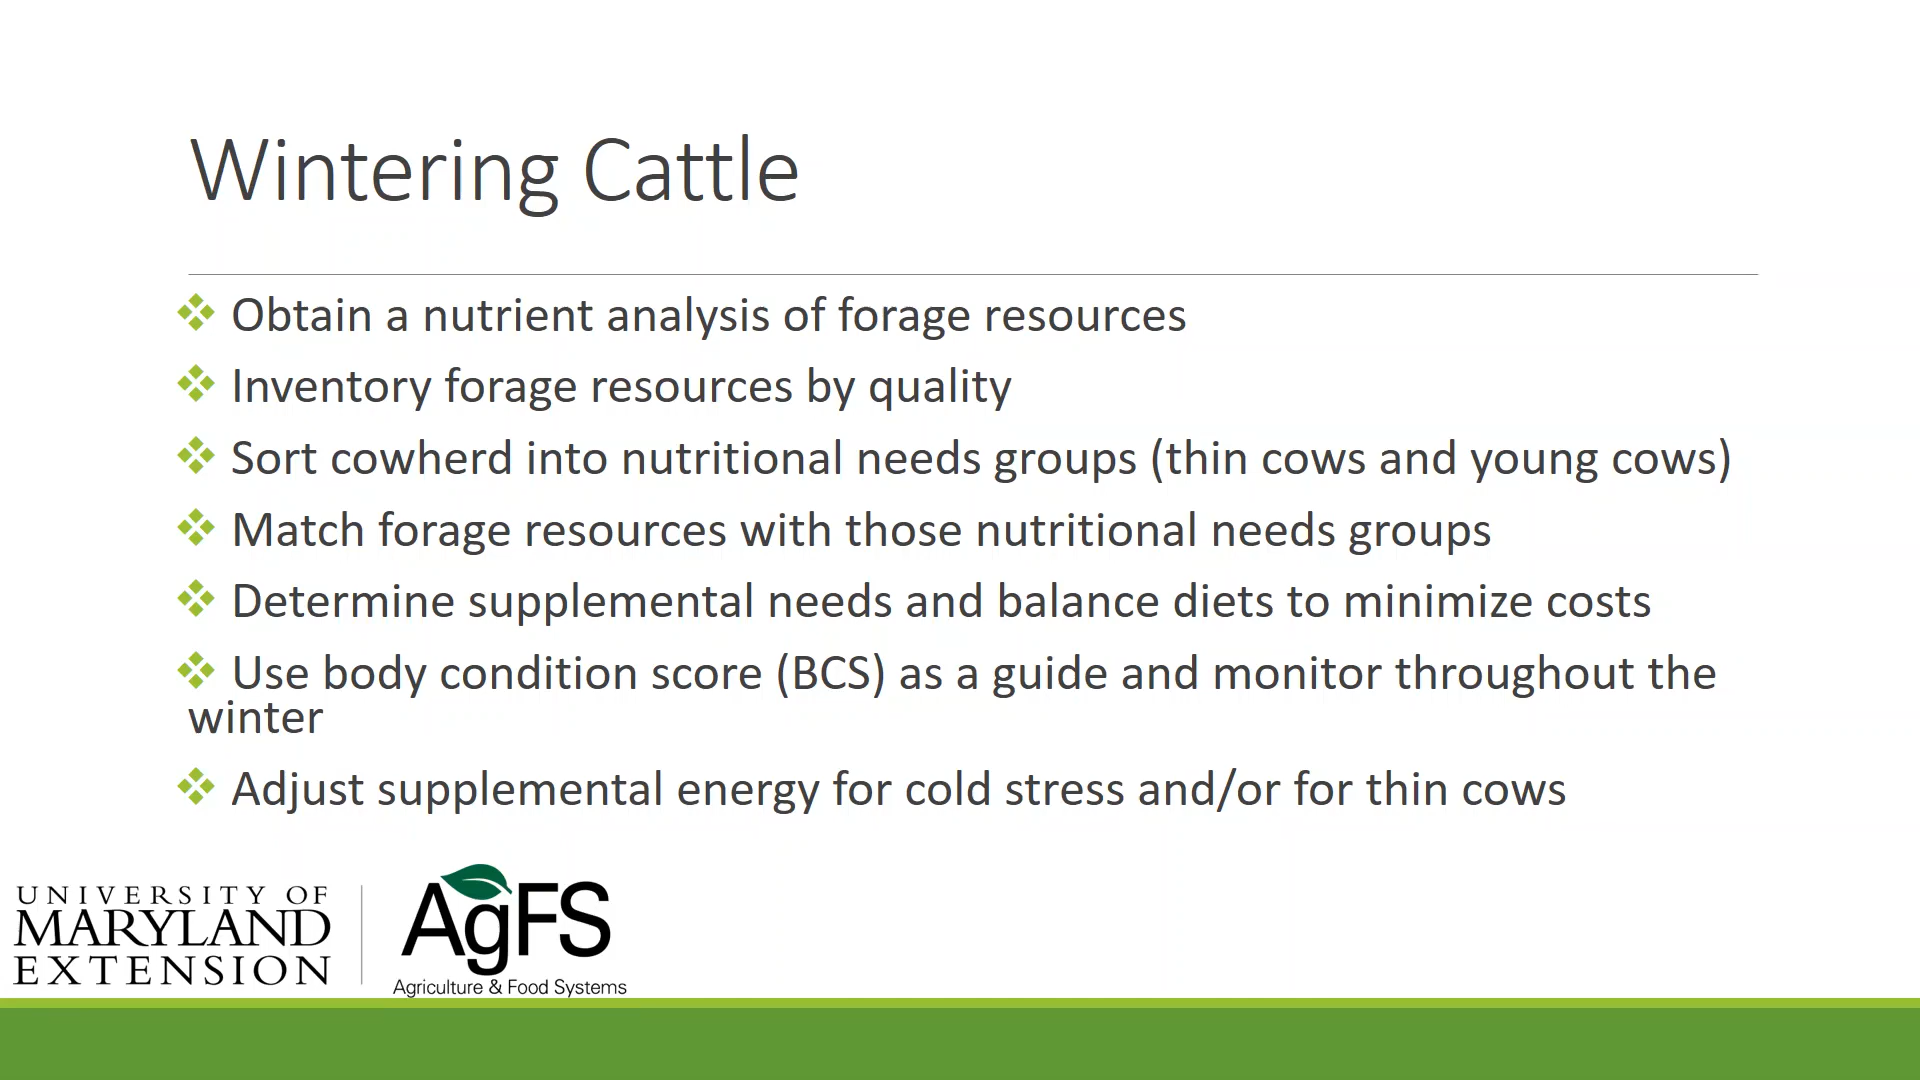 Wintering Cattle
❖ Obtain a nutrient analysis of forage resources
❖ Inventory forage resources by quality
❖ Sort cowherd into nutritional needs groups (thin cows and young cows)
❖ Match forage resources with those nutritional needs groups
❖ Determine supplemental needs and balance diets to minimize costs
❖ Use body condition score (BCS) as a guide and monitor throughout the
winter
❖ Adjust supplemental energy for cold stress and/or for thin cows
UNIVERSITY OF
MARYLAND
EXTENSION
AgFS
Agriculture & Food Systems